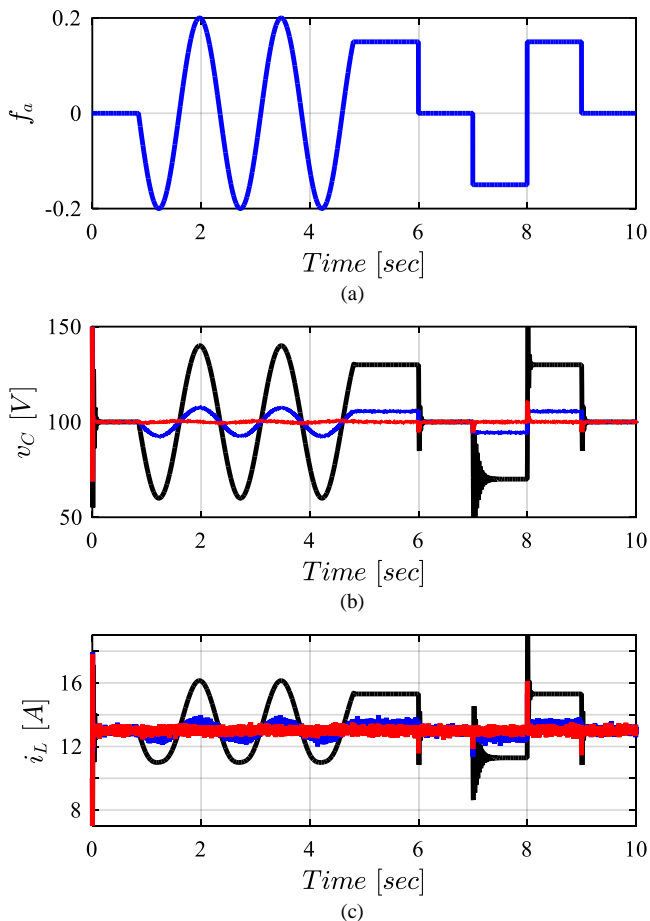 0.2
0
-0.2
f_a
0 2 4 6 8 10
Time [sec]
(a)
150
100
50
v_C [V]
0 2 4 6 8 10
Time [sec]
(b)
16
12
8
i_L [A]
0 2 4 6 8 10
Time [sec]
(c)